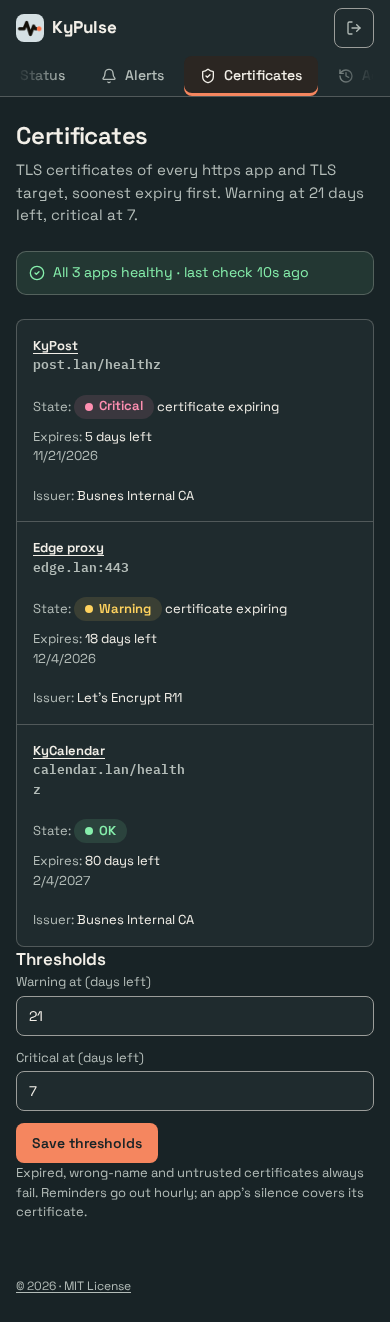 KyPulse
Status Alerts Certificates A
Certificates
TLS certificates of every https app and TLS
target, soonest expiry first. Warning at 21 days
left, critical at 7.
All 3 apps healthy · last check 10s ago
KyPost
post.lan/healthz
State: Critical certificate expiring
Expires: 5 days left
11/21/2026
Issuer: Busnes Internal CA
Edge proxy
edge.lan:443
State: Warning certificate expiring
Expires: 18 days left
12/4/2026
Issuer: Let's Encrypt R11
KyCalendar
calendar.lan/health
z
State: OK
Expires: 80 days left
2/4/2027
Issuer: Busnes Internal CA
Thresholds
Warning at (days left)
21
Critical at (days left)
7
Save thresholds
Expired, wrong-name and untrusted certificates always
fail. Reminders go out hourly; an app's silence covers its
certificate.
© 2026 · MIT License